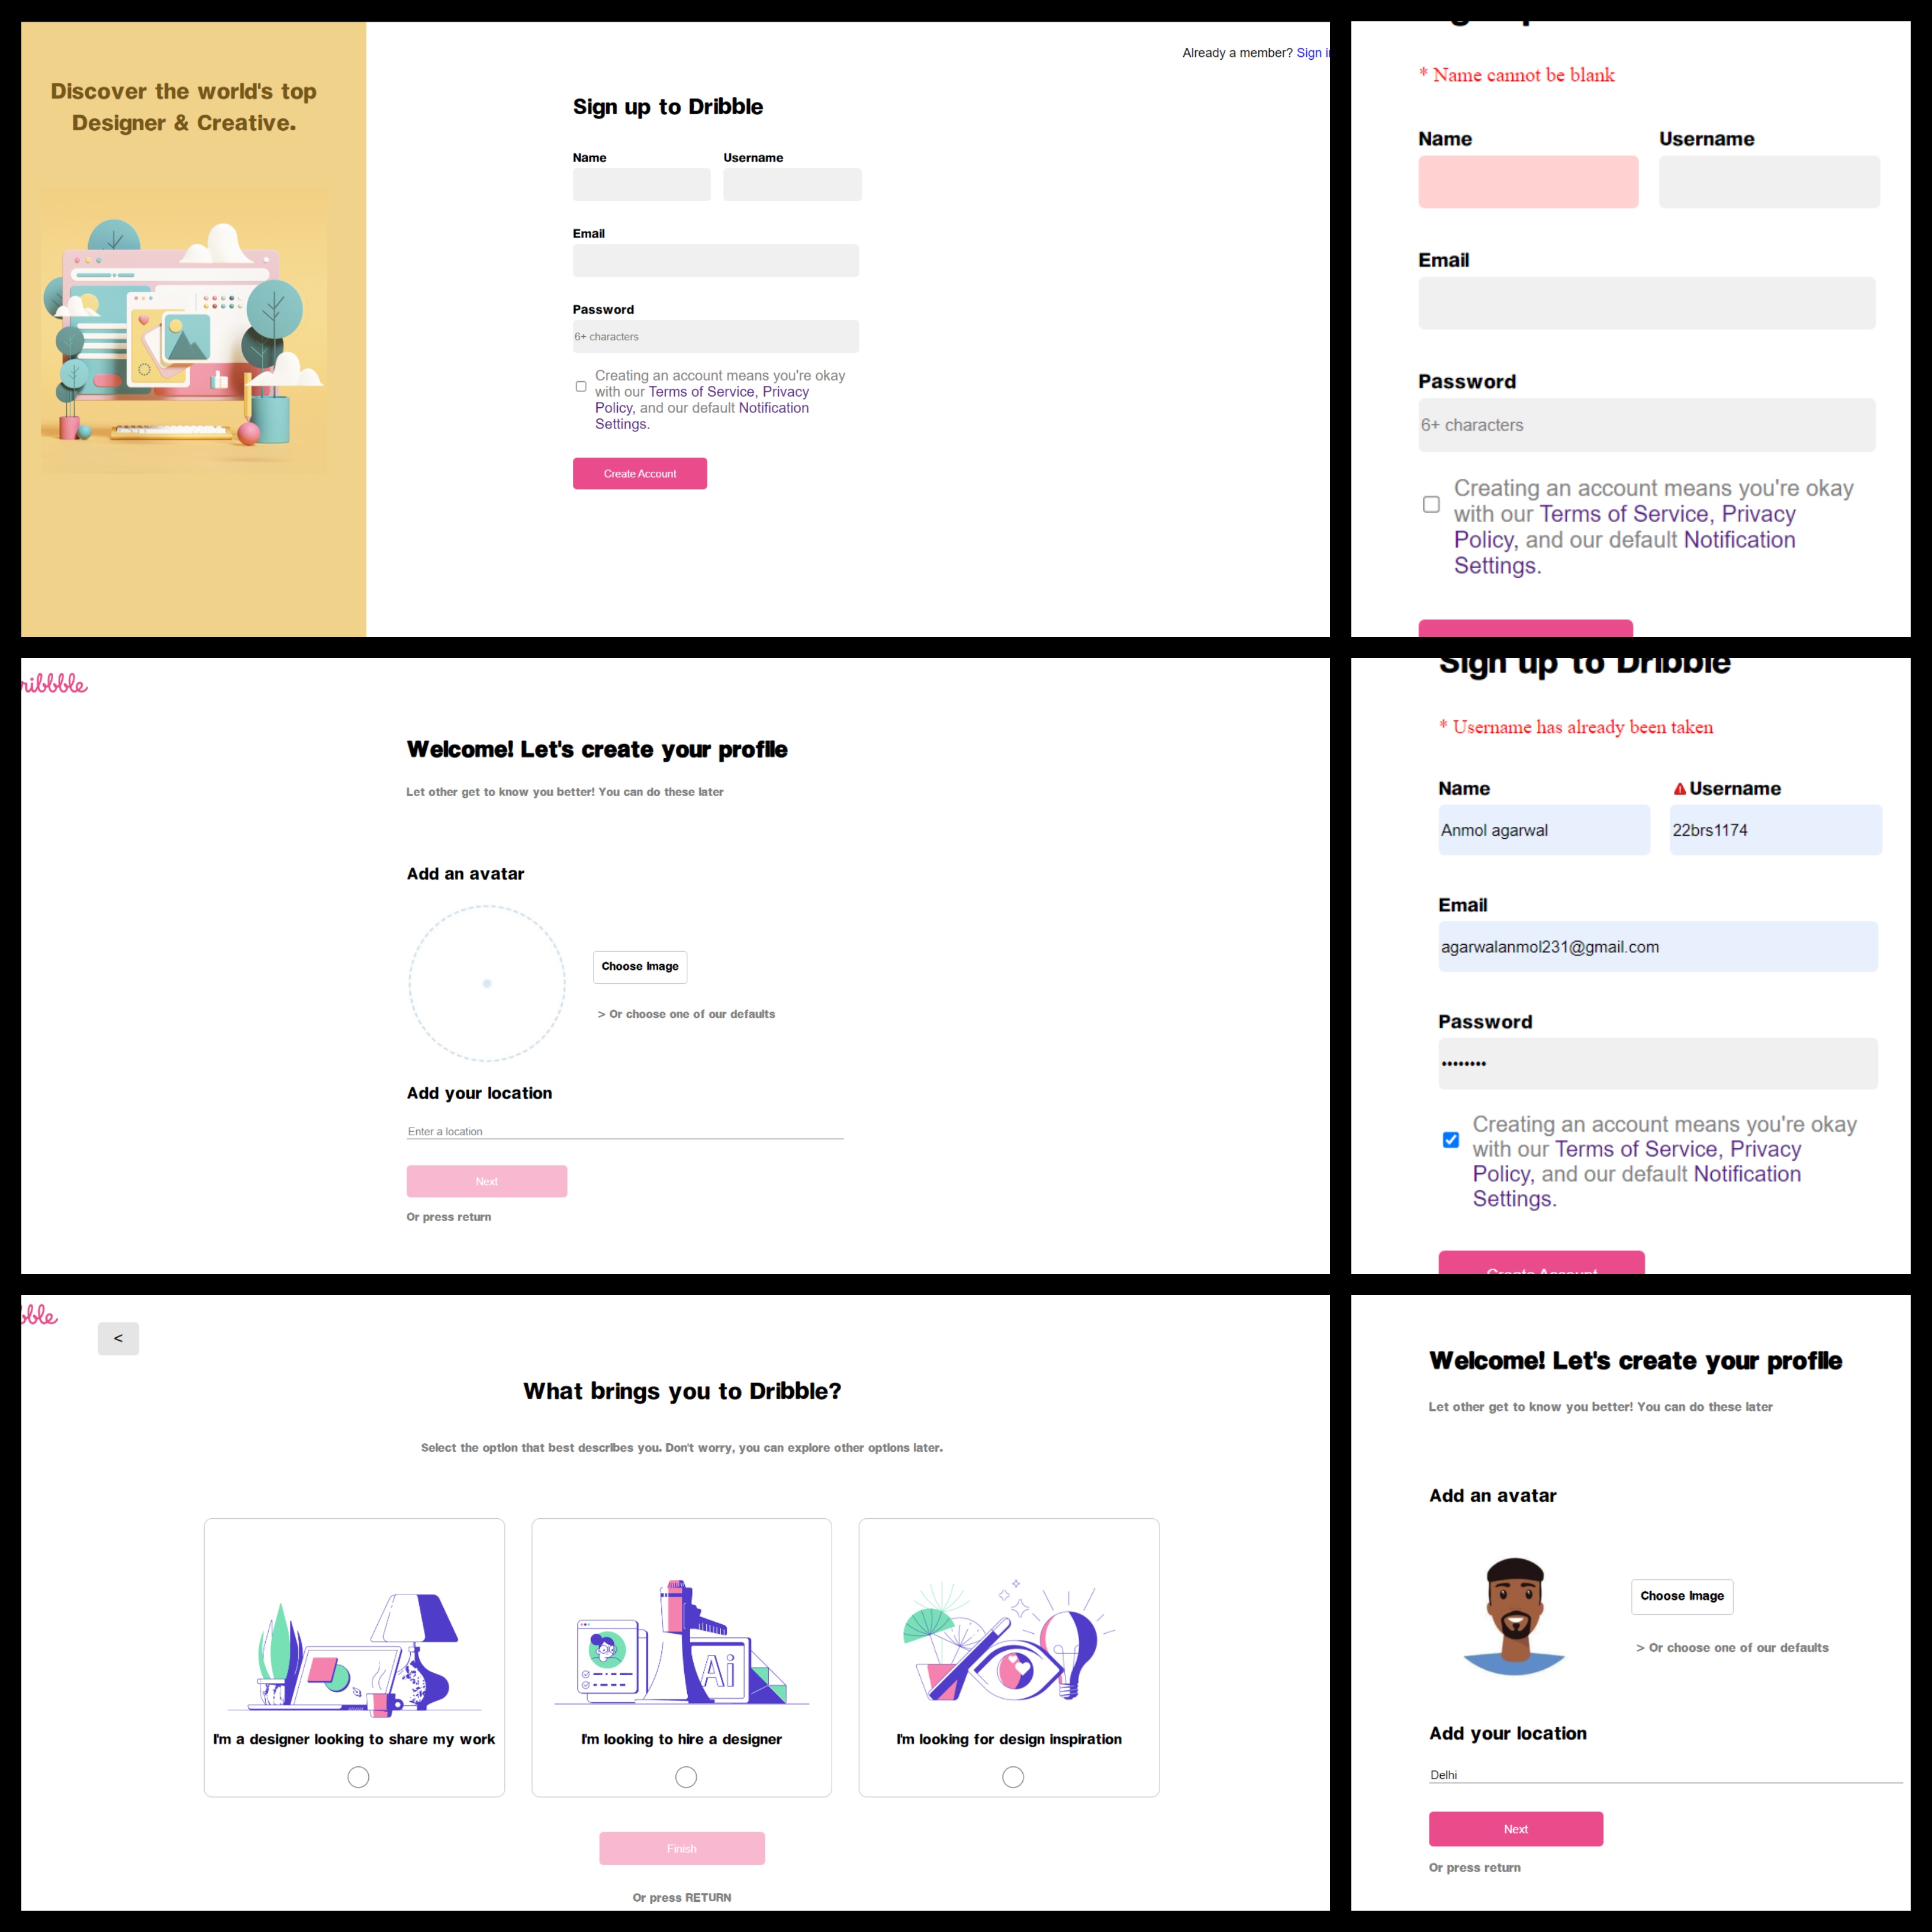 Discover the world's top
Designer & Creative.
Already a member? Sign i
Sign up to Dribble
Name Username
Email
Password
6+ characters
Creating an account means you're okay
with our Terms of Service, Privacy
Policy, and our default Notification
Settings.
Create Account
* Name cannot be blank
Name Username
Email
Password
6+ characters
Creating an account means you're okay
with our Terms of Service, Privacy
Policy, and our default Notification
Settings.
ribbble
Welcome! Let's create your profile
Let other get to know you better! You can do these later
Add an avatar
Choose Image
> Or choose one of our defaults
Add your location
Enter a location
Next
Or press return
Sign up to Dribble
* Username has already been taken
Name Username
Anmol agarwal 22brs1174
Email
agarwalanmol231@gmail.com
Password
••••••••
Creating an account means you're okay
with our Terms of Service, Privacy
Policy, and our default Notification
Settings.
Create Account
bble
<
What brings you to Dribble?
Select the option that best describes you. Don't worry, you can explore other options later.
Ai
I'm a designer looking to share my work
I'm looking to hire a designer
I'm looking for design inspiration
Finish
Or press RETURN
Welcome! Let's create your profile
Let other get to know you better! You can do these later
Add an avatar
Choose Image
> Or choose one of our defaults
Add your location
Delhi
Next
Or press return